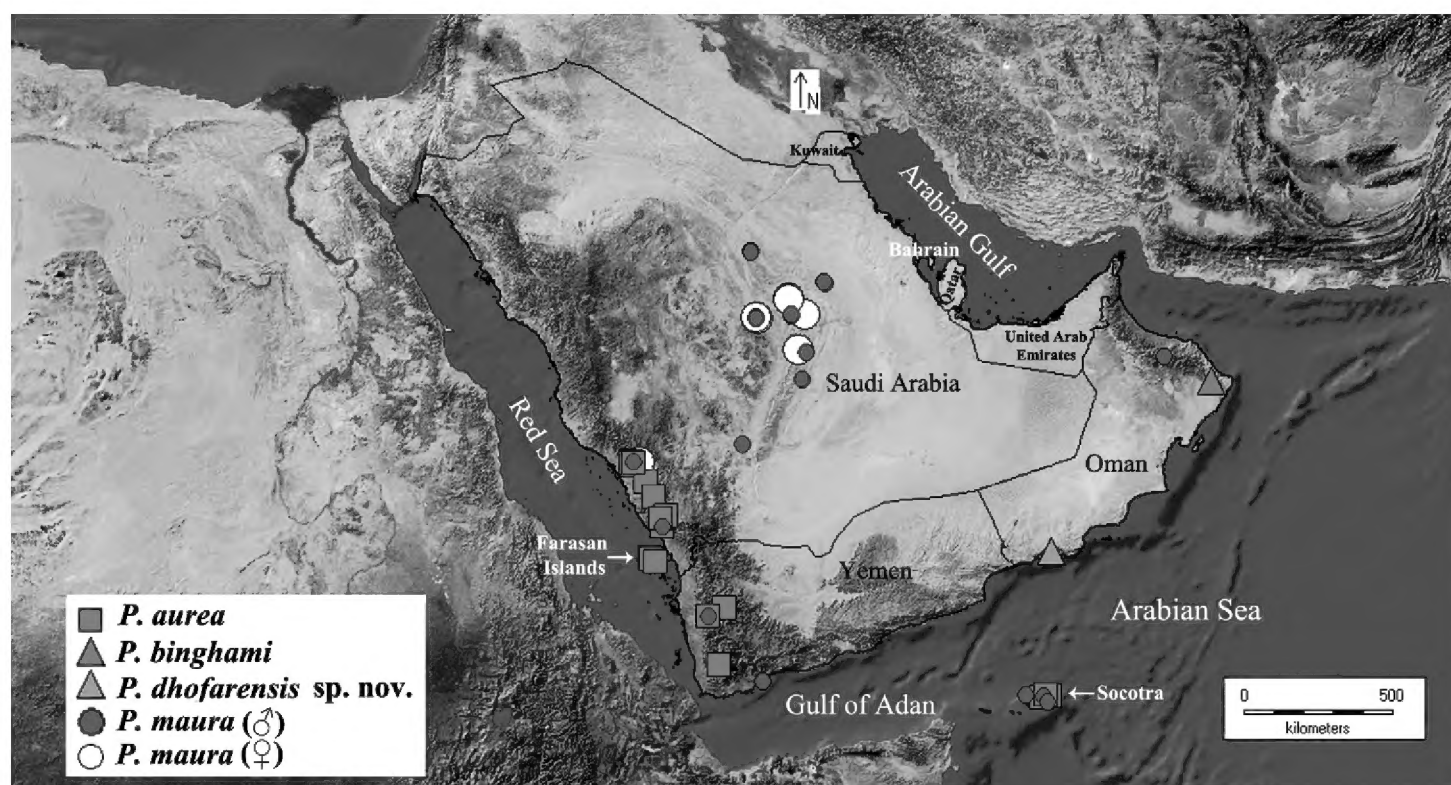 N
Kuwait
Arabian Gulf
Bahrain
Qatar
United Arab
Emirates
Saudi Arabia
Red Sea
Oman
Farasan
Islands
Yemen
Arabian Sea
Gulf of Adan
Socotra
P. aurea
P. binghami
P. dhofarensis sp. nov.
P. maura (♂)
P. maura (♀)
0 500
kilometers